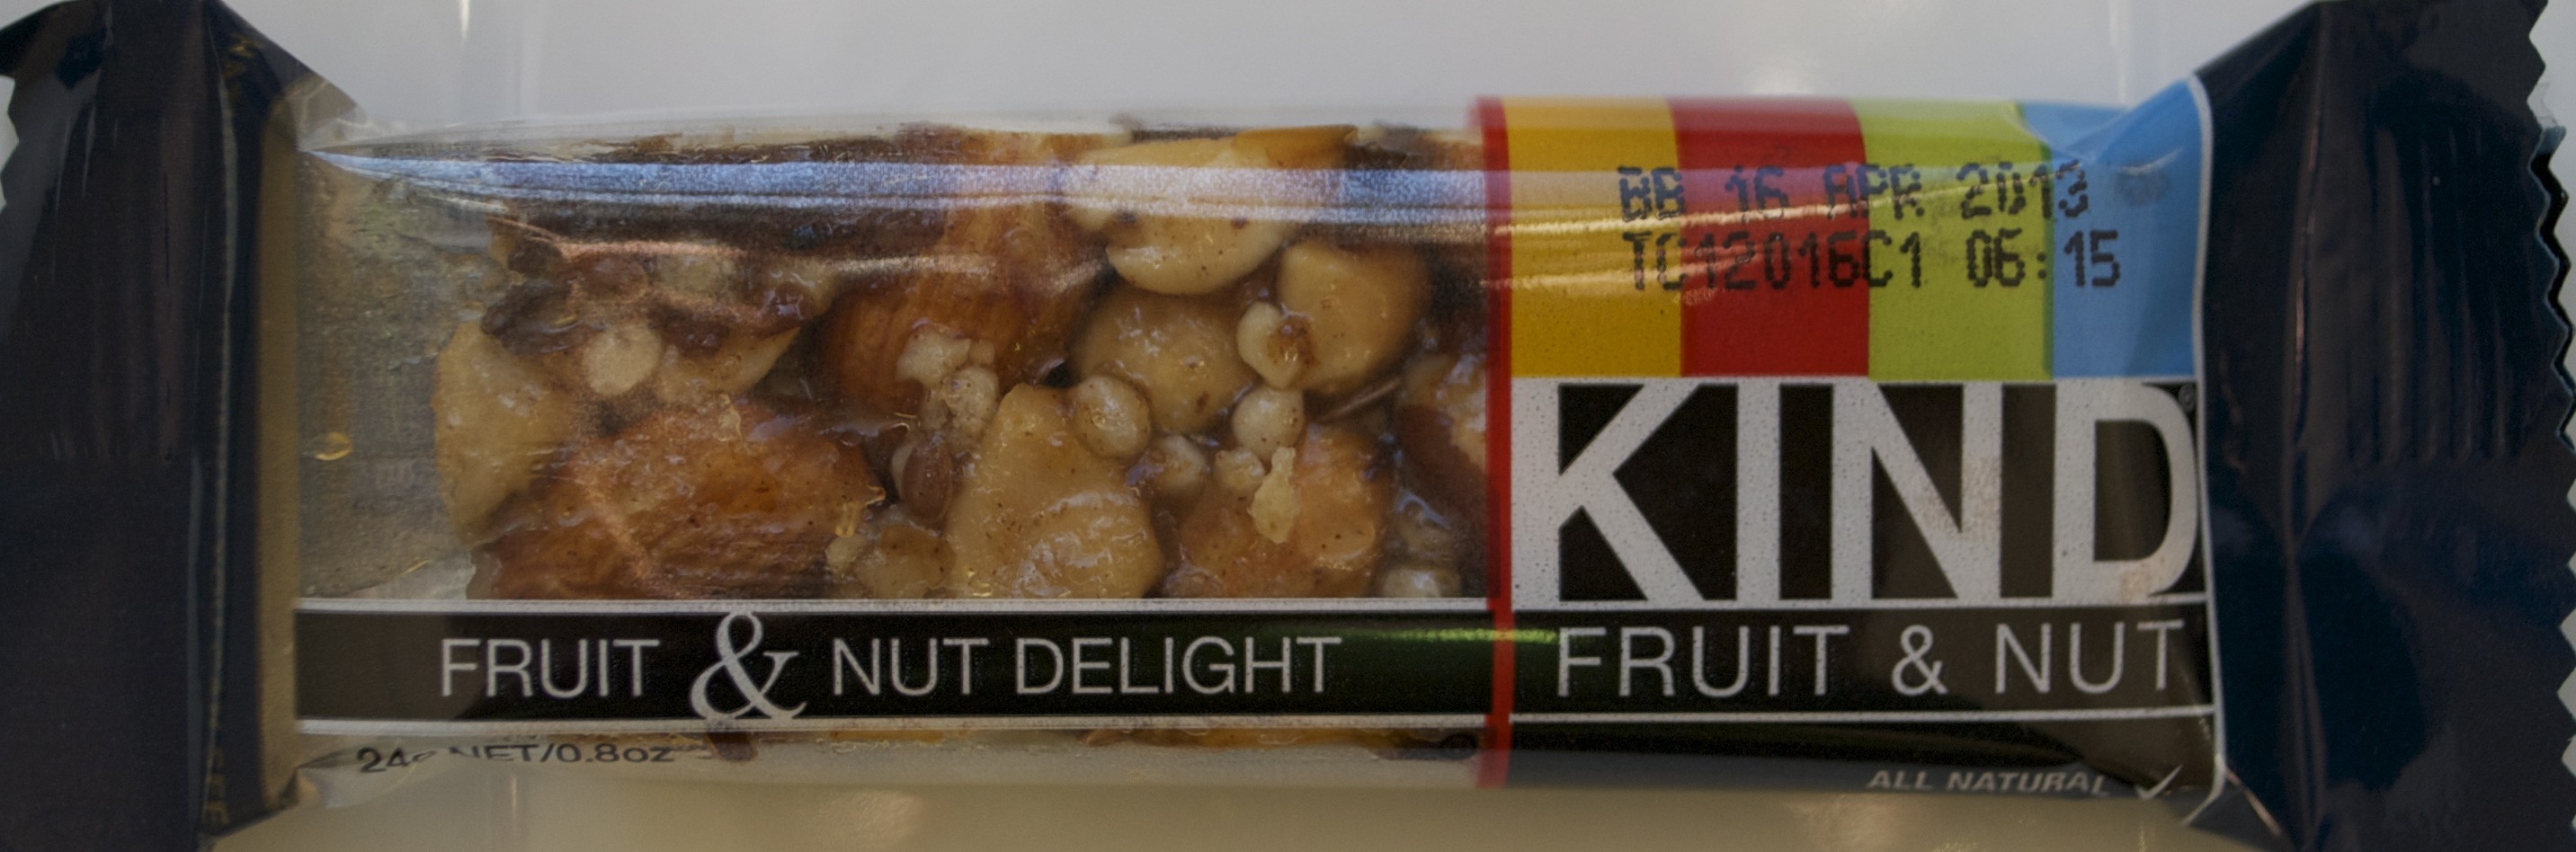 BB 16 APR 2013
TC12016C1 06:15
KIND
FRUIT & NUT DELIGHT
FRUIT & NUT
NET/0.8oz
ALL NATURAL ✓